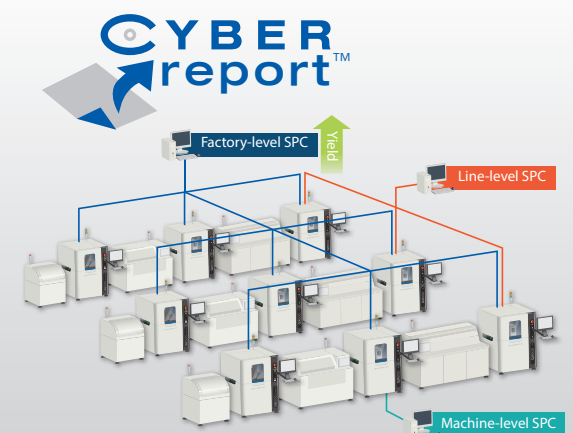 CYBER
report™
Factory-level SPC
Yield
Line-level SPC
Machine-level SPC